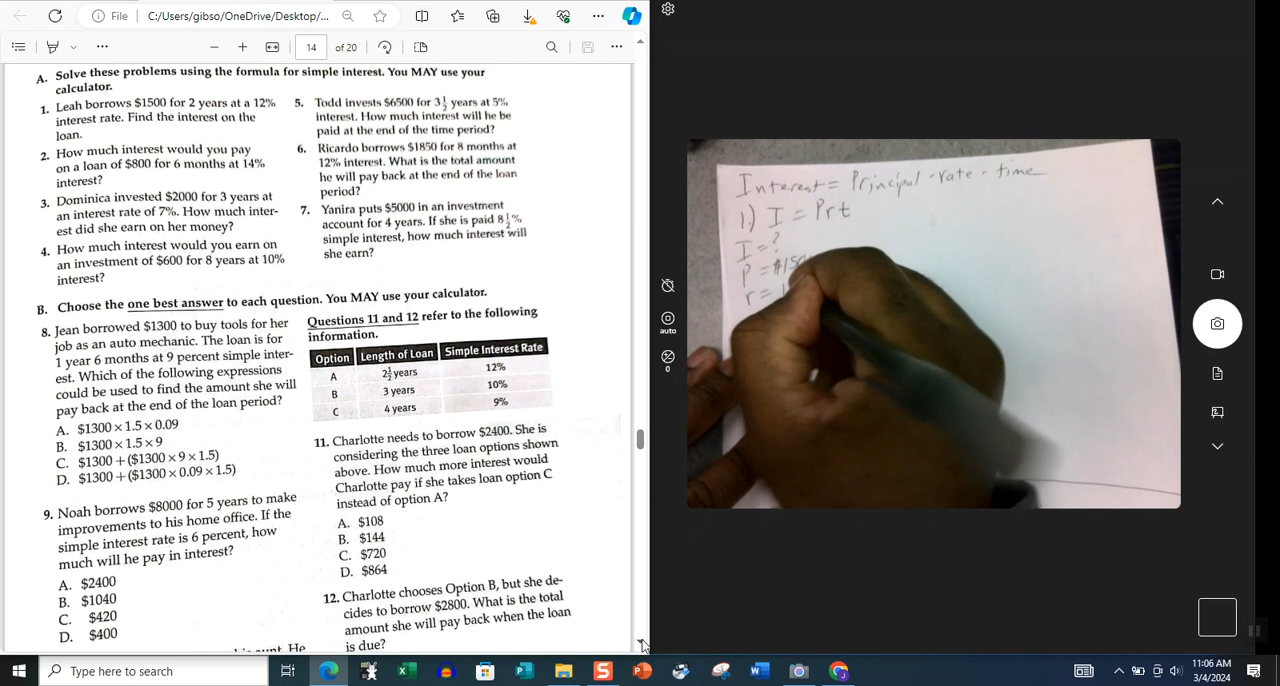 File
C:/Users/gibso/OneDrive/Desktop/...
14
of 20
A. Solve these problems using the formula for simple interest. You MAY use your
calculator.
1. Leah borrows $1500 for 2 years at a 12%
interest rate. Find the interest on the
loan.
2. How much interest would you pay
on a loan of $800 for 6 months at 14%
interest?
3. Dominica invested $2000 for 3 years at
an interest rate of 7%. How much inter-
est did she earn on her money?
4. How much interest would you earn on
an investment of $600 for 8 years at 10%
interest?
5. Todd invests $6500 for 3 1/2 years at 5%
interest. How much interest will he be
paid at the end of the time period?
6. Ricardo borrows $1850 for 8 months at
12% interest. What is the total amount
he will pay back at the end of the loan
period?
7. Yanira puts $5000 in an investment
account for 4 years. If she is paid 8 1/2%
simple interest, how much interest will
she earn?
B. Choose the one best answer to each question. You MAY use your calculator.
8. Jean borrowed $1300 to buy tools for her
job as an auto mechanic. The loan is for
1 year 6 months at 9 percent simple inter-
est. Which of the following expressions
could be used to find the amount she will
pay back at the end of the loan period?
A. $1300 × 1.5 × 0.09
B. $1300 × 1.5 × 9
C. $1300 + ($1300 × 9 × 1.5)
D. $1300 + ($1300 × 0.09 × 1.5)
9. Noah borrows $8000 for 5 years to make
improvements to his home office. If the
simple interest rate is 6 percent, how
much will he pay in interest?
A. $2400
B. $1040
C. $420
D. $400
He
Questions 11 and 12 refer to the following
information.
Option Length of Loan Simple Interest Rate
A 2 1/2 years 12%
B 3 years 10%
C 4 years 9%
11. Charlotte needs to borrow $2400. She is
considering the three loan options shown
above. How much more interest would
Charlotte pay if she takes loan option C
instead of option A?
A. $108
B. $144
C. $720
D. $864
12. Charlotte chooses Option B, but she de-
cides to borrow $2800. What is the total
amount she will pay back when the loan
is due?
Interest = Principal · rate · time
1.) I = Prt
I = ?
P = $150
r = 1
auto
0
Type here to search
11:06 AM
3/4/2024